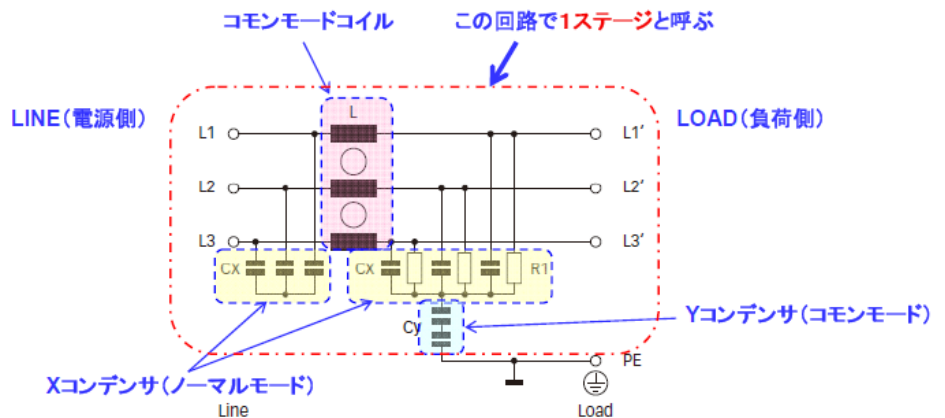 コモンモードコイル
この回路で1ステージと呼ぶ
LINE(電源側)
L
LOAD(負荷側)
L1
L1′
L2
L2′
L3
L3′
CX
CX
R1
Cy
Yコンデンサ(コモンモード)
PE
Xコンデンサ(ノーマルモード)
Line
Load